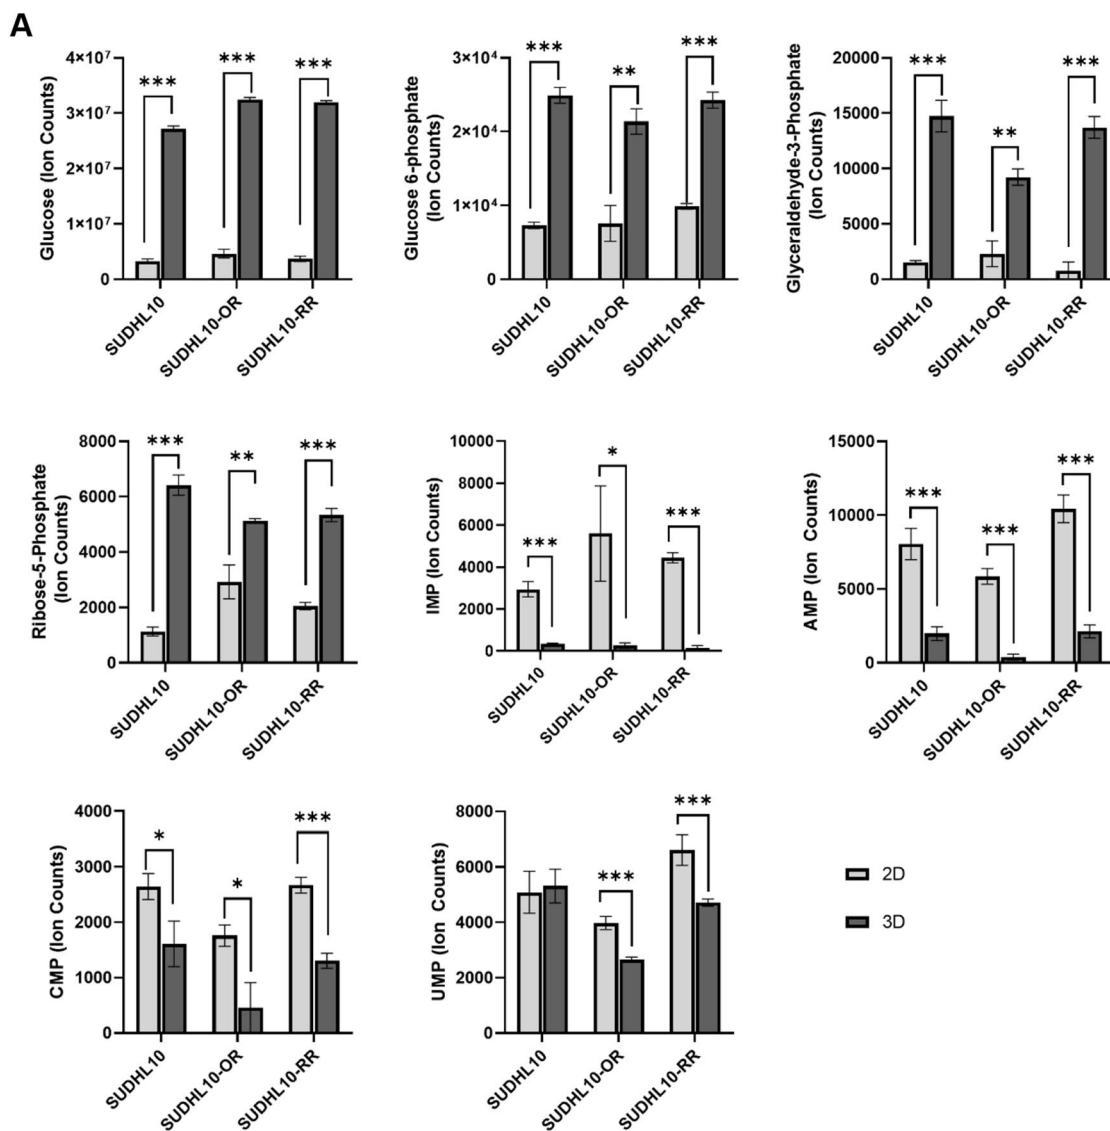 A
Glucose (Ion Counts)
4×10⁷
3×10⁷
2×10⁷
1×10⁷
0
***
***
***
SUDHL10
SUDHL10-OR
SUDHL10-RR
Glucose 6-phosphate
(Ion Counts)
3×10⁴
2×10⁴
1×10⁴
0
***
**
***
SUDHL10
SUDHL10-OR
SUDHL10-RR
Glyceraldehyde-3-Phosphate
(Ion Counts)
20000
15000
10000
5000
0
***
**
***
SUDHL10
SUDHL10-OR
SUDHL10-RR
Ribose-5-Phosphate
(Ion Counts)
8000
6000
4000
2000
0
***
**
***
SUDHL10
SUDHL10-OR
SUDHL10-RR
IMP (Ion Counts)
10000
8000
6000
4000
2000
0
***
*
***
SUDHL10
SUDHL10-OR
SUDHL10-RR
AMP (Ion Counts)
15000
10000
5000
0
***
***
***
SUDHL10
SUDHL10-OR
SUDHL10-RR
CMP (Ion Counts)
4000
3000
2000
1000
0
*
*
***
SUDHL10
SUDHL10-OR
SUDHL10-RR
UMP (Ion Counts)
8000
6000
4000
2000
0
***
***
SUDHL10
SUDHL10-OR
SUDHL10-RR
2D
3D